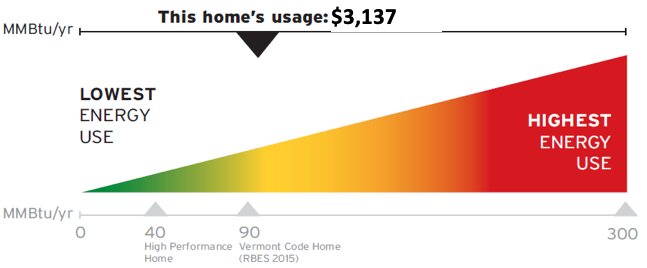 This home's usage: $3,137
MMBtu/yr
LOWEST
ENERGY
USE
HIGHEST
ENERGY
USE
MMBtu/yr
0 40 90 300
High Performance Vermont Code Home
Home (RBES 2015)